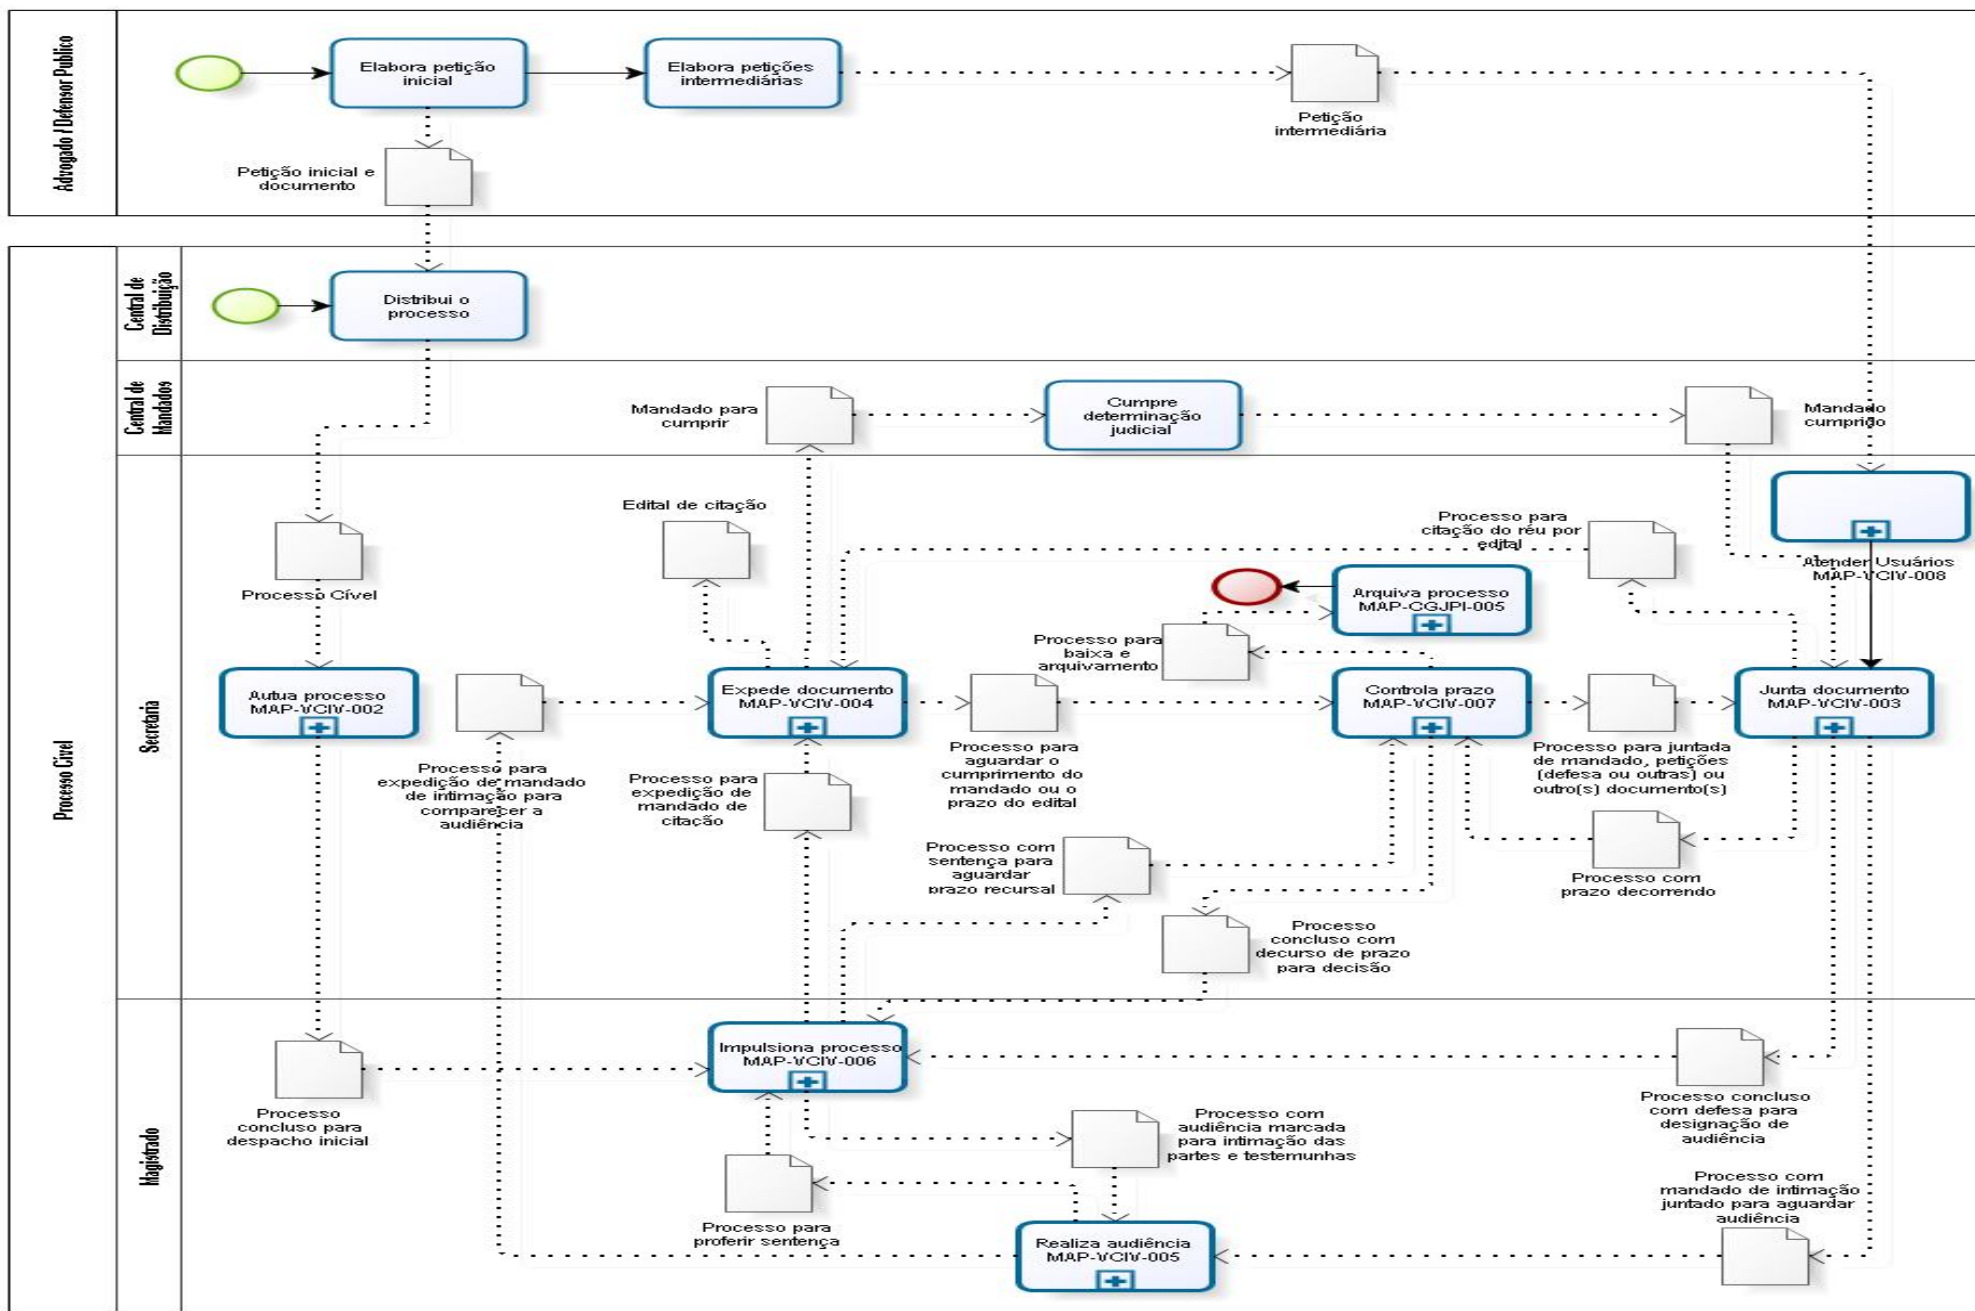 Advogado / Defensor Publico
Elabora petição
inicial
Elabora petições
intermediárias
Petição
intermediária
Petição inicial e
documento
Processo Cível
Central de
Distribuição
Distribui o
processo
Central de
Mandados
Mandado para
cumprir
Cumpre
determinação
judicial
Mandado
cumprido
Secretaria
Edital de citação
Processo para
citação do réu por
edital
Atender Usuários
MAP-VCIV-008
Processo Cível
Arquiva processo
MAP-CGJPI-005
Processo para
baixa e
arquivamento
Autua processo
MAP-VCIV-002
Expede documento
MAP-VCIV-004
Controla prazo
MAP-VCIV-007
Junta documento
MAP-VCIV-003
Processo para
expedição de mandado
de intimação para
comparecer a
audiência
Processo para
expedição de
mandado de
citação
Processo para
aguardar o
cumprimento do
mandado ou o
prazo do edital
Processo para juntada
de mandado, petições
(defesa ou outras) ou
outro(s) documento(s)
Processo com
sentença para
aguardar
prazo recursal
Processo com
prazo decorrendo
Processo
concluso com
decurso de prazo
para decisão
Magistrado
Impulsiona processo
MAP-VCIV-006
Processo
concluso para
despacho inicial
Processo com
audiência marcada
para intimação das
partes e testemunhas
Processo concluso
com defesa para
designação de
audiência
Processo para
proferir sentença
Realiza audiência
MAP-VCIV-005
Processo com
mandado de intimação
juntado para aguardar
audiência